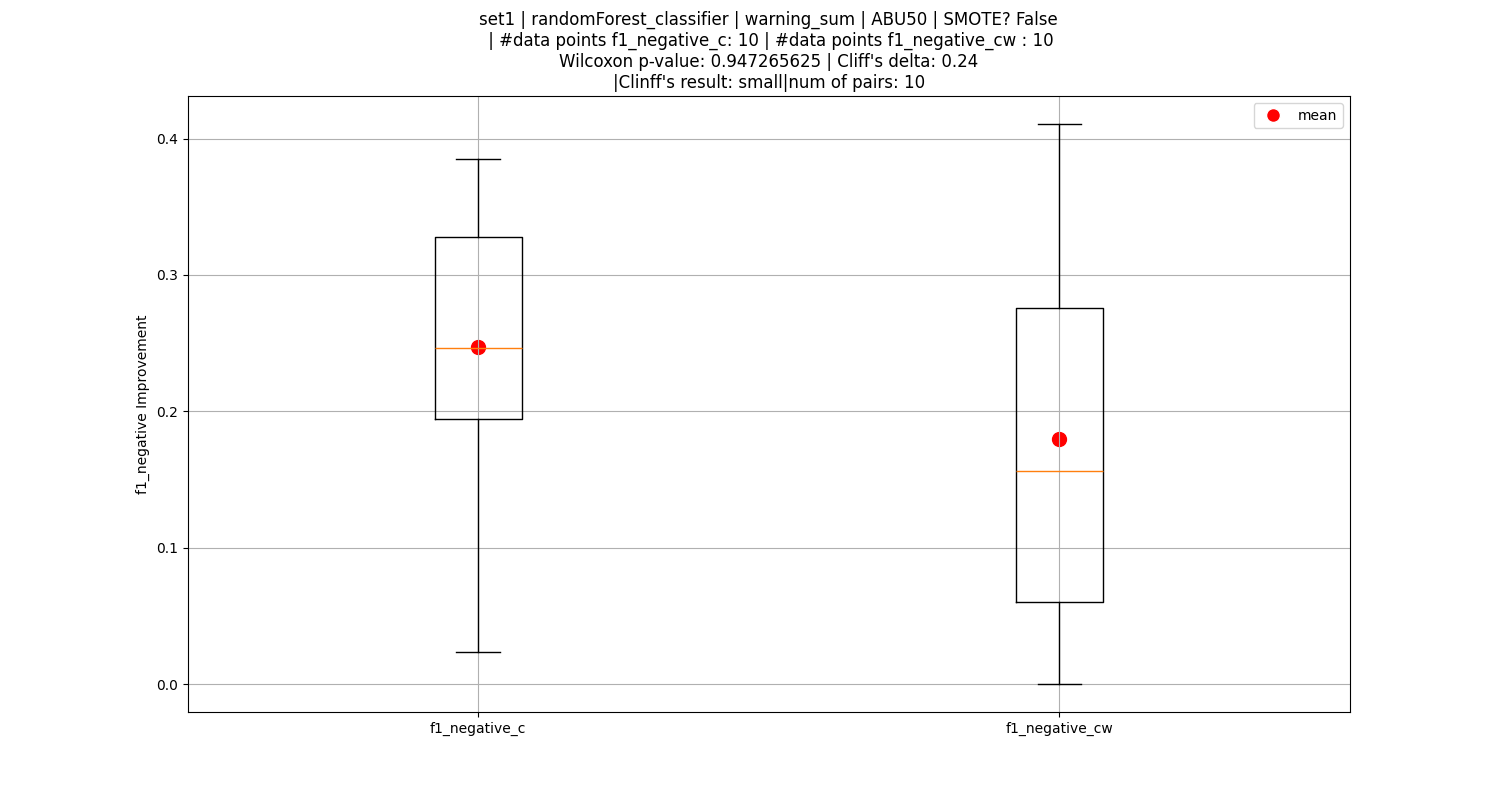 set1 | randomForest_classifier | warning_sum | ABU50 | SMOTE? False
| #data points f1_negative_c: 10 | #data points f1_negative_cw : 10
Wilcoxon p-value: 0.947265625 | Cliff's delta: 0.24
|Clinff's result: small|num of pairs: 10
mean
0.4
0.3
0.2
0.1
0.0
f1_negative Improvement
f1_negative_c
f1_negative_cw